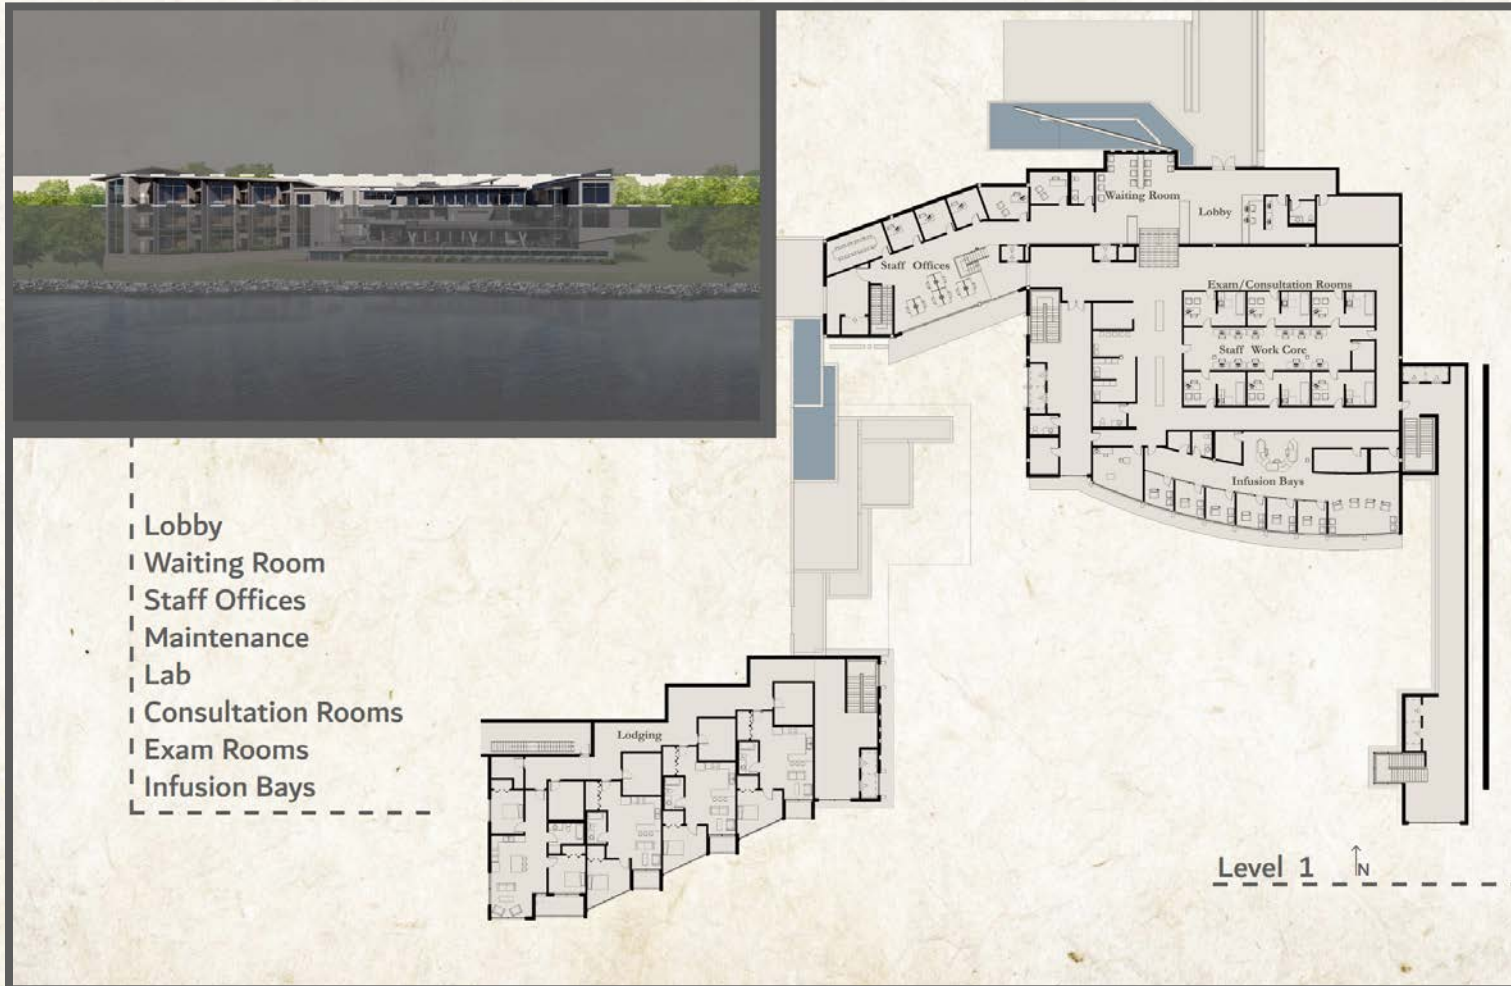 Waiting Room
Lobby
Staff Offices
Exam/Consultation Rooms
Staff Work Core
Infusion Bays
Lobby
Waiting Room
Staff Offices
Maintenance
Lab
Consultation Rooms
Exam Rooms
Infusion Bays
Lodging
Level 1
N